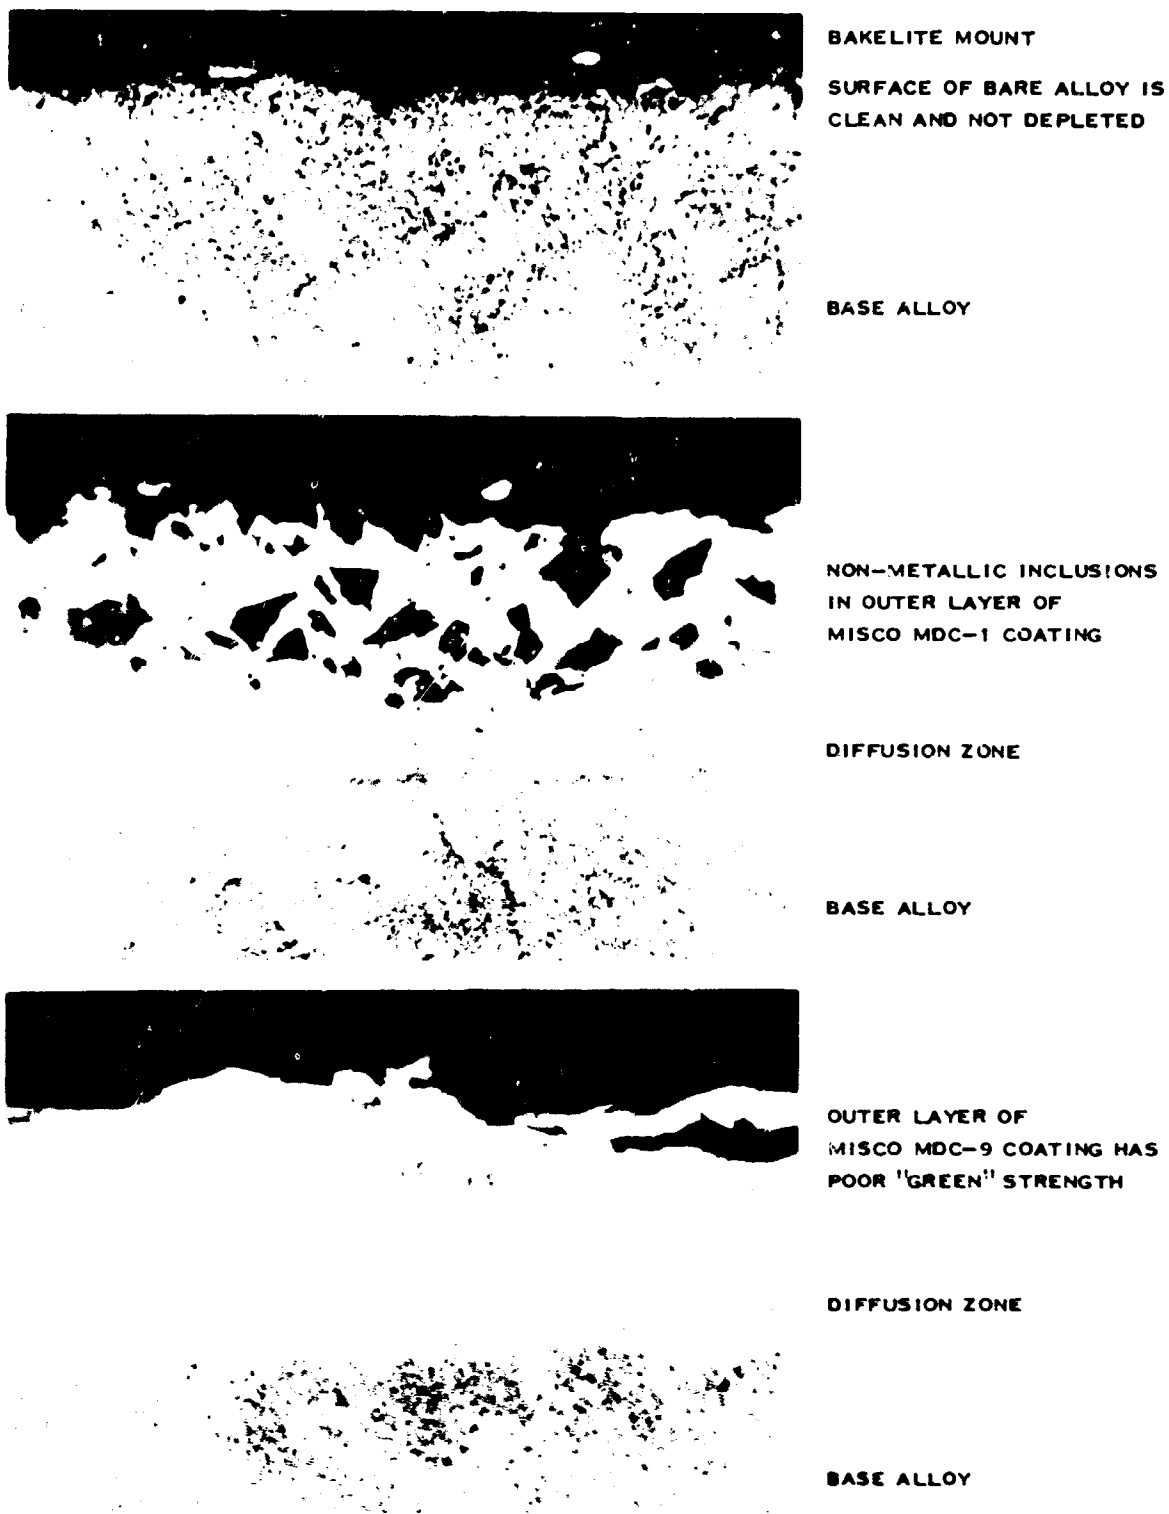 BAKELITE MOUNT
SURFACE OF BARE ALLOY IS
CLEAN AND NOT DEPLETED
BASE ALLOY
NON-METALLIC INCLUSIONS
IN OUTER LAYER OF
MISCO MDC-1 COATING
DIFFUSION ZONE
BASE ALLOY
OUTER LAYER OF
MISCO MDC-9 COATING HAS
POOR "GREEN" STRENGTH
DIFFUSION ZONE
BASE ALLOY